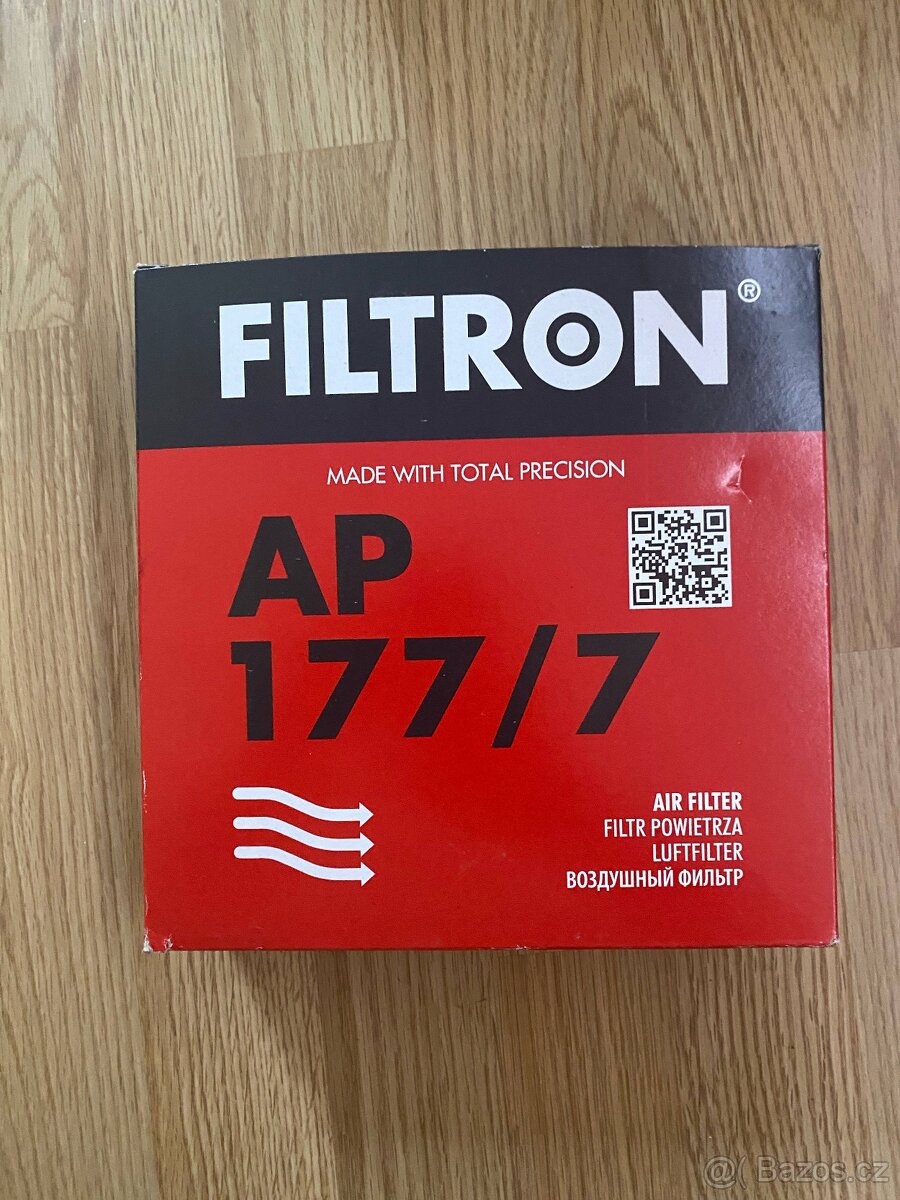 FILTRON®
MADE WITH TOTAL PRECISION
AP
177/7
AIR FILTER
FILTR POWIETRZA
LUFTFILTER
ВОЗДУШНЫЙ ФИЛЬТР
@( Bazos.cz